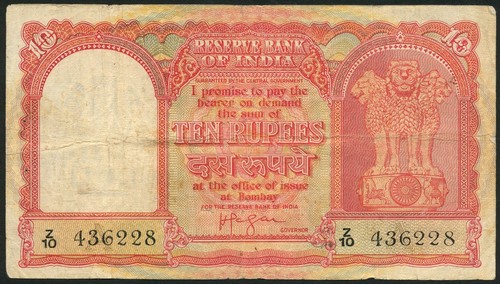 10 10
RESERVE BANK
OF INDIA
GUARANTEED BY THE CENTRAL GOVERNMENT
I promise to pay the
bearer on demand
the sum of
TEN RUPEES
दस रूपये
at the office of issue
at Bombay
FOR THE RESERVE BANK OF INDIA
GOVERNOR
Z/10 436228 Z/10 436228